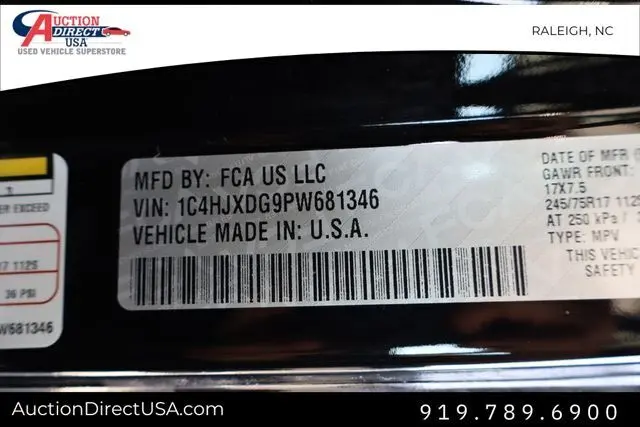 AUCTION
DIRECT
USA
USED VEHICLE SUPERSTORE
RALEIGH, NC
ER EXCEED
17 112S
36 PSI
W681346
MFD BY: FCA US LLC
VIN: 1C4HJXDG9PW681346
VEHICLE MADE IN: U.S.A.
DATE OF MFR
GAWR FRONT:
17X7.5
245/75R17 112S
AT 250 kPa /
TYPE: MPV
THIS VEHIC
SAFETY
AuctionDirectUSA.com
919.789.6900